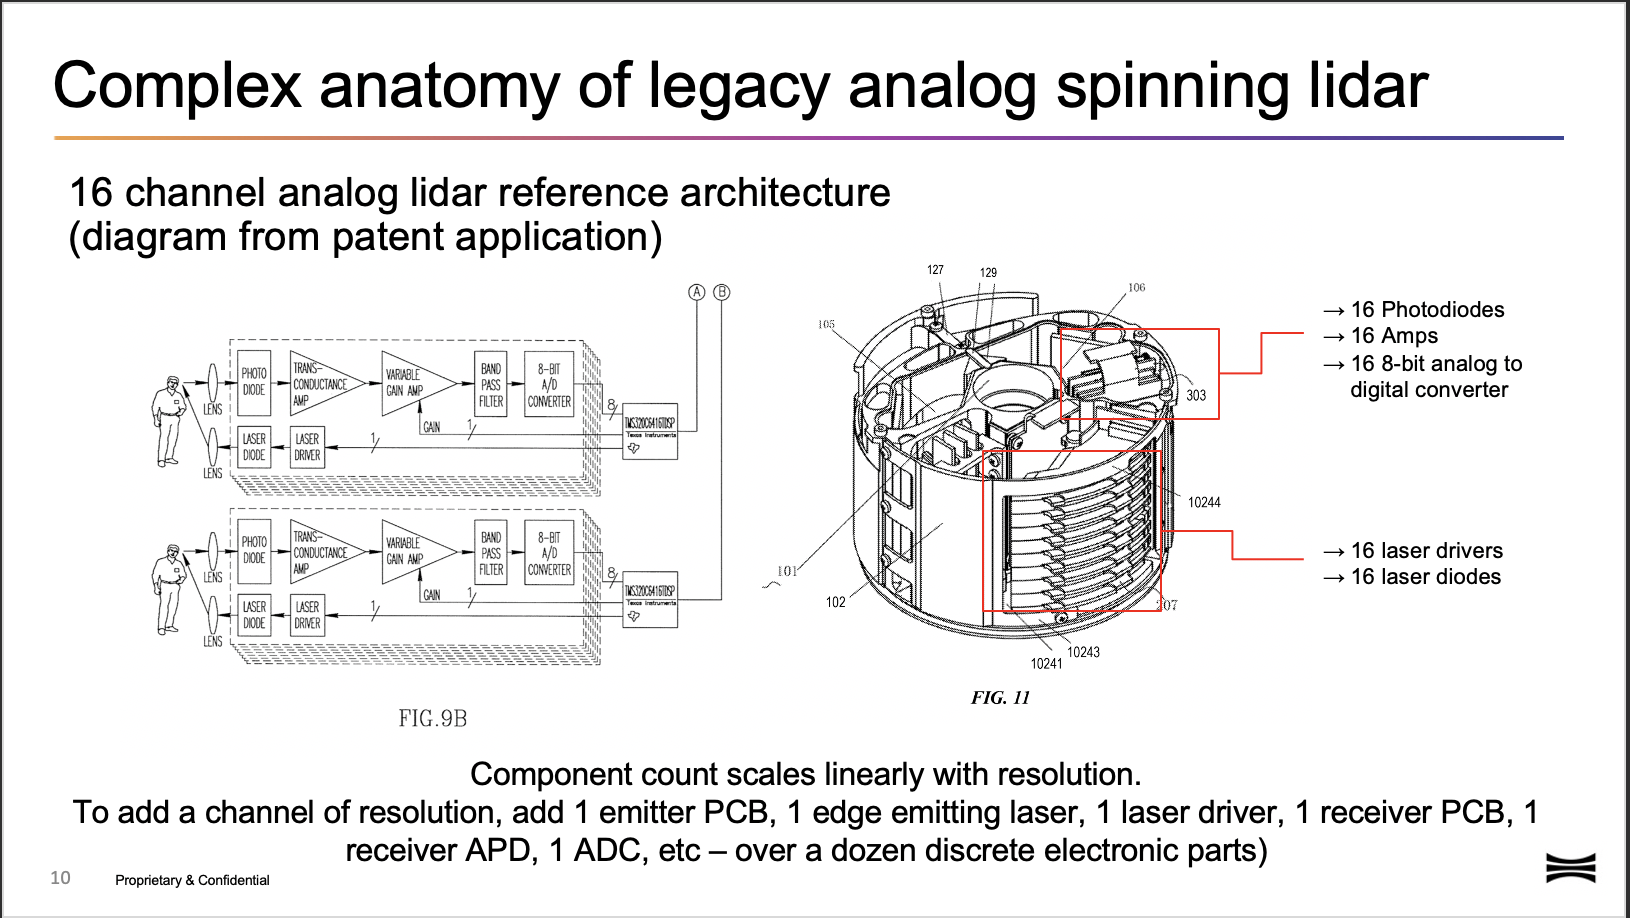 Complex anatomy of legacy analog spinning lidar
16 channel analog lidar reference architecture
(diagram from patent application)
A B
LENS
PHOTO
DIODE
TRANS-
CONDUCTANCE
AMP
VARIABLE
GAIN AMP
BAND
PASS
FILTER
8-BIT
A/D
CONVERTER
8
TMS320C6416TDSP
Texas Instruments
GAIN
1
1
LASER
DIODE
LASER
DRIVER
LENS
LENS
PHOTO
DIODE
TRANS-
CONDUCTANCE
AMP
VARIABLE
GAIN AMP
BAND
PASS
FILTER
8-BIT
A/D
CONVERTER
8
TMS320C6416TDSP
Texas Instruments
GAIN
1
1
LASER
DIODE
LASER
DRIVER
LENS
FIG.9B
127
129
106
105
303
10244
101
102
107
10243
10241
FIG. 11
→ 16 Photodiodes
→ 16 Amps
→ 16 8-bit analog to
digital converter
→ 16 laser drivers
→ 16 laser diodes
Component count scales linearly with resolution.
To add a channel of resolution, add 1 emitter PCB, 1 edge emitting laser, 1 laser driver, 1 receiver PCB, 1
receiver APD, 1 ADC, etc – over a dozen discrete electronic parts)
10
Proprietary & Confidential